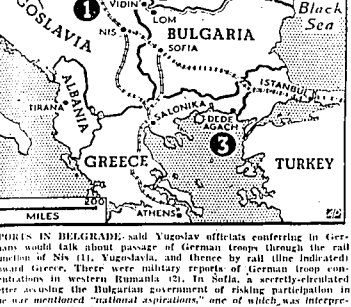 GOSLAVIA
1
VIDIN
LOM
Black
Sea
NIS
BULGARIA
SOFIA
ALBANIA
TIRANA
ISTANBUL
SALONIKA
DEDE
AGACH
3
GREECE
TURKEY
200
MILES
ATHENS
PORTS IN BELGRADE said Yugoslav officials conferring in Ger-
many would talk about passage of German troops through the rail
junction of Nis (1), Yugoslavia, and thence by rail (line indicated)
toward Greece. There were military reports of German troop con-
centrations in western Rumania (2). In Sofia, a secretly-circulated
letter accusing the Bulgarian government of risking participation in
the war mentioned "national aspirations," one of which was interpre